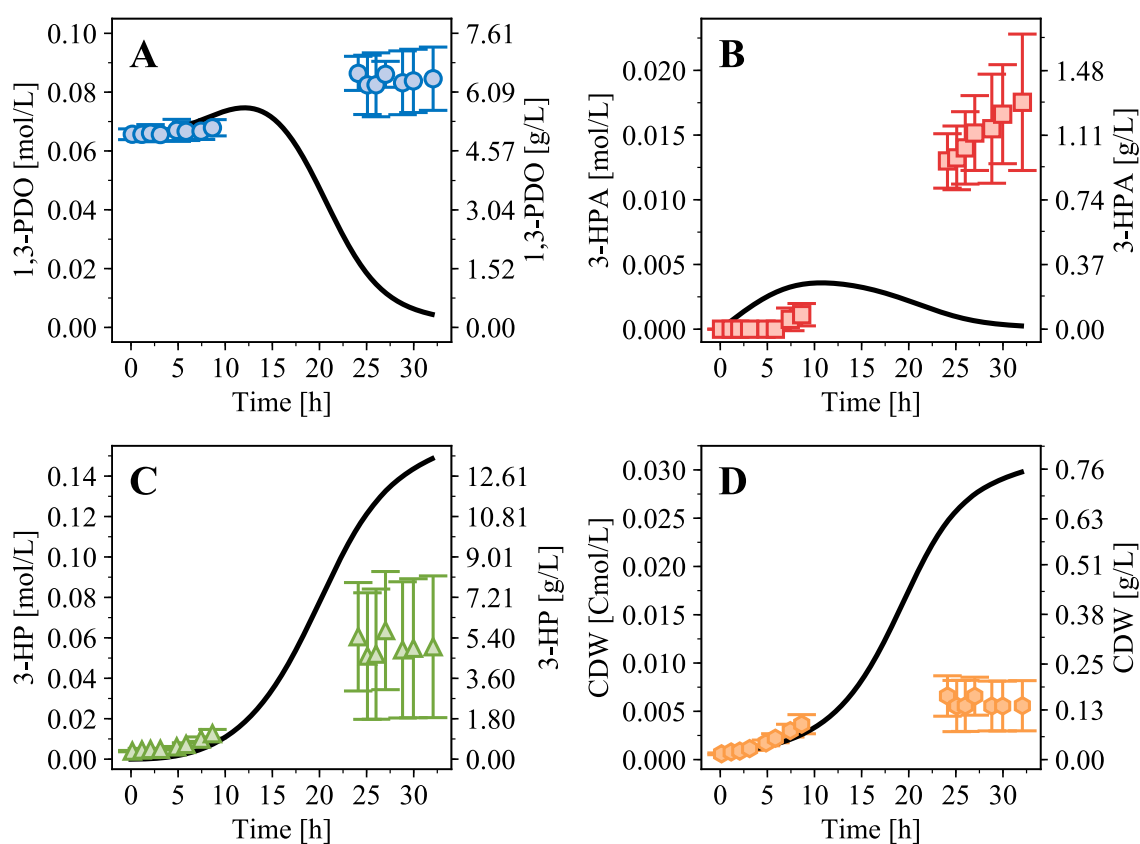 A
1,3-PDO [mol/L]
0.10
0.08
0.06
0.04
0.02
0.00
7.61
6.09
4.57
3.04
1.52
0.00
1,3-PDO [g/L]
0 5 10 15 20 25 30
Time [h]
B
3-HPA [mol/L]
0.020
0.015
0.010
0.005
0.000
1.48
1.11
0.74
0.37
0.00
3-HPA [g/L]
0 5 10 15 20 25 30
Time [h]
C
3-HP [mol/L]
0.14
0.12
0.10
0.08
0.06
0.04
0.02
0.00
12.61
10.81
9.01
7.21
5.40
3.60
1.80
0.00
3-HP [g/L]
0 5 10 15 20 25 30
Time [h]
D
CDW [Cmol/L]
0.030
0.025
0.020
0.015
0.010
0.005
0.000
0.76
0.63
0.51
0.38
0.25
0.13
0.00
CDW [g/L]
0 5 10 15 20 25 30
Time [h]